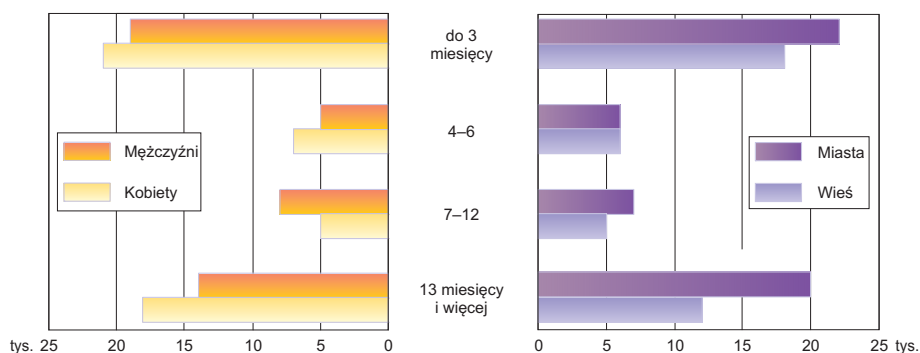 do 3
miesięcy
4–6
7–12
13 miesięcy
i więcej
Mężczyźni
Kobiety
Miasta
Wieś
tys. 25 20 15 10 5 0
0 5 10 15 20 25 tys.